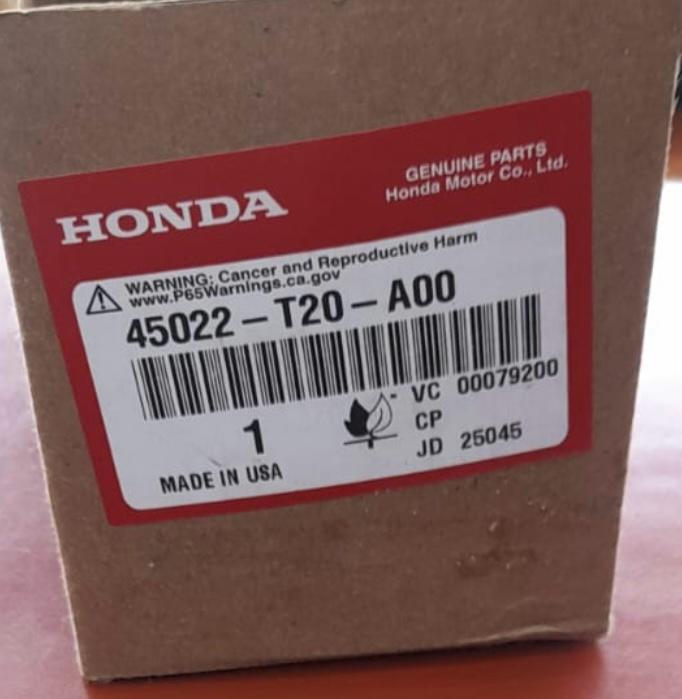 GENUINE PARTS
Honda Motor Co., Ltd.
HONDA
WARNING: Cancer and Reproductive Harm
www.P65Warnings.ca.gov
45022-T20-A00
1
MADE IN USA
VC 00079200
CP
JD 25045